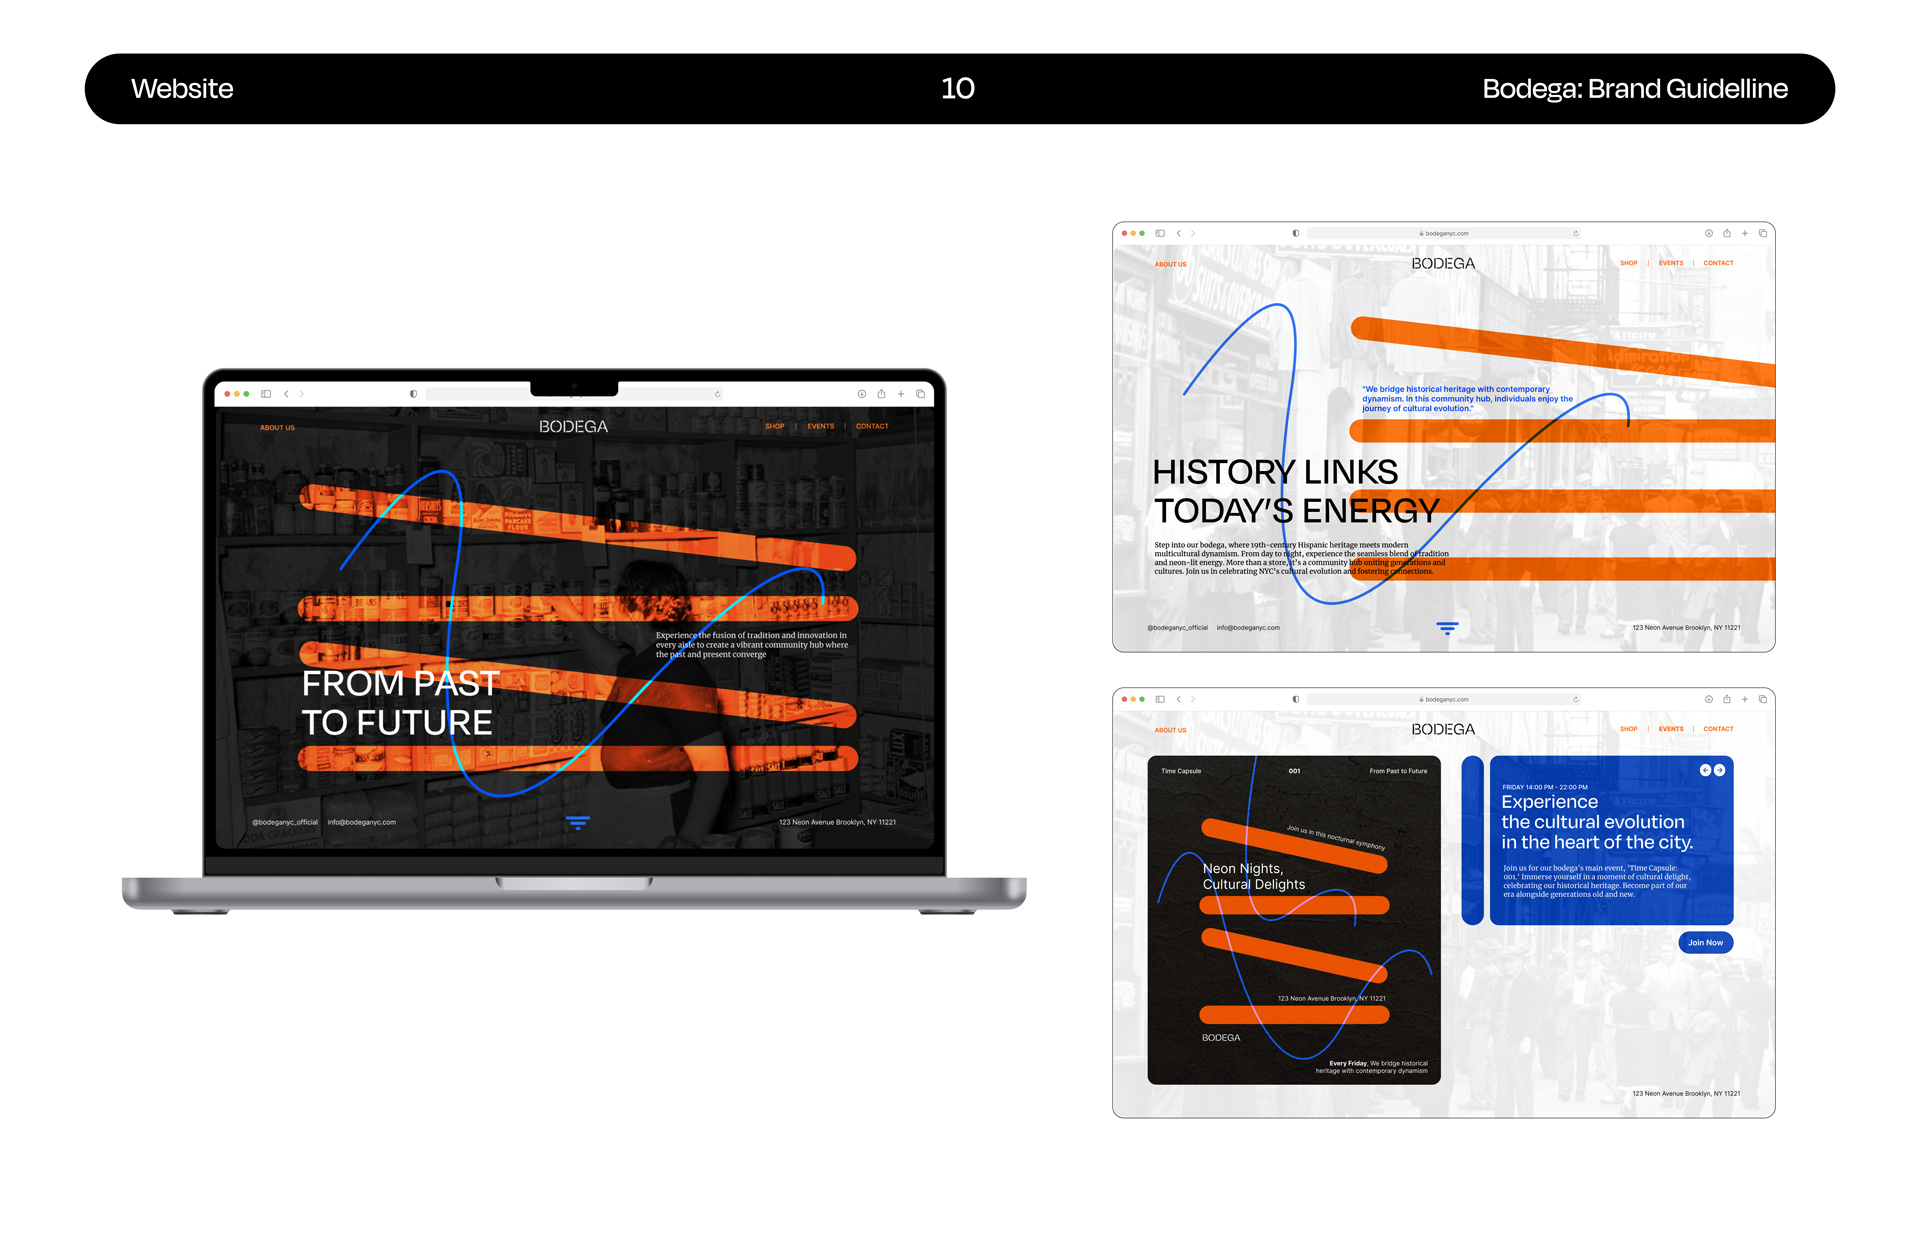 Website
10
Bodega: Brand Guidelline
ABOUT US
BODEGA
SHOP | EVENTS | CONTACT
HERSHEYS
Pillsbury's
PANCAKE
FLOUR
BEANS
Experience the fusion of tradition and innovation in
every aisle to create a vibrant community hub where
the past and present converge
FROM PAST
TO FUTURE
SALT
SALT
@bodeganyc_official
info@bodeganyc.com
123 Neon Avenue Brooklyn, NY 11221
bodeganyc.com
ABOUT US
BODEGA
SHOP | EVENTS | CONTACT
SUITS & OVERCOATS
Admiration
"We bridge historical heritage with contemporary
dynamism. In this community hub, individuals enjoy the
journey of cultural evolution."
HISTORY LINKS
TODAY'S ENERGY
Step into our bodega, where 19th-century Hispanic heritage meets modern
multicultural dynamism. From day to night, experience the seamless blend of tradition
and neon-lit energy. More than a store, it's a community hub uniting generations and
cultures. Join us in celebrating NYC's cultural evolution and fostering connections.
@bodeganyc_official
info@bodeganyc.com
123 Neon Avenue Brooklyn, NY 11221
bodeganyc.com
ABOUT US
BODEGA
SHOP | EVENTS | CONTACT
Time Capsule
001
From Past to Future
Join us in this nocturnal symphony
Neon Nights,
Cultural Delights
123 Neon Avenue Brooklyn, NY 11221
BODEGA
Every Friday, We bridge historical
heritage with contemporary dynamism
FRIDAY 14:00 PM - 22:00 PM
Experience
the cultural evolution
in the heart of the city.
Join us for our bodega's main event, 'Time Capsule:
001.' Immerse yourself in a moment of cultural delight,
celebrating our historical heritage. Become part of our
era alongside generations old and new.
Join Now
123 Neon Avenue Brooklyn, NY 11221